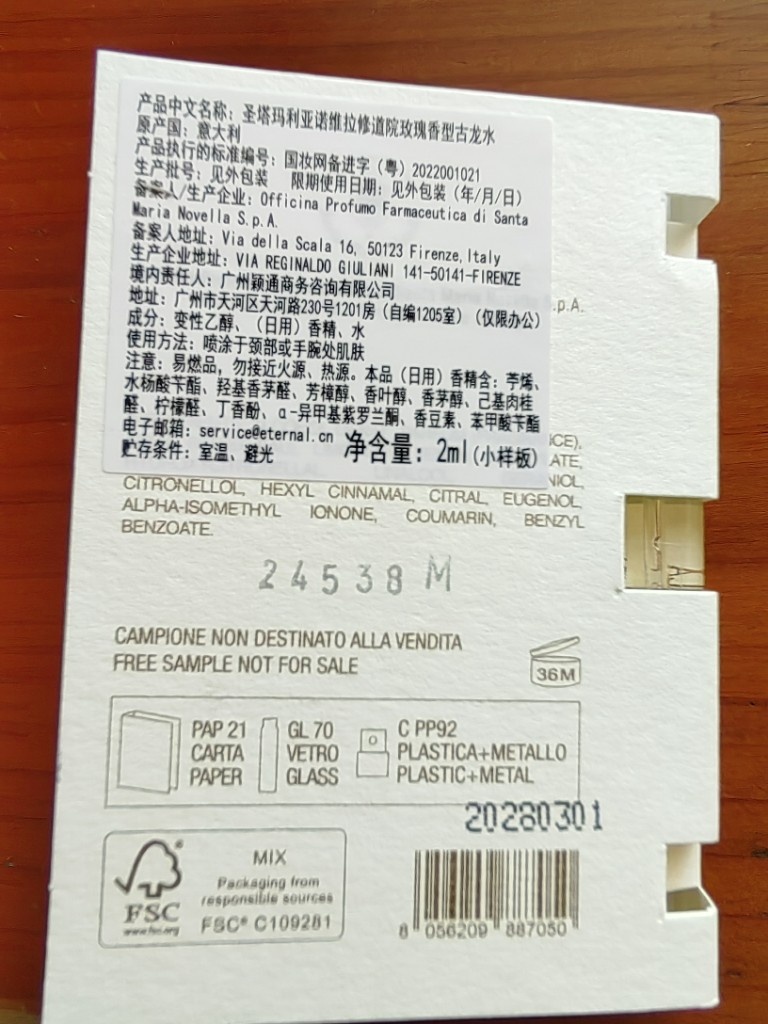 产品中文名称：圣塔玛利亚诺维拉修道院玫瑰香型古龙水
原产国：意大利
产品执行的标准编号：国妆网备进字（粤）2022001021
生产批号：见外包装 限期使用日期：见外包装（年/月/日）
备案人/生产企业：Officina Profumo Farmaceutica di Santa
Maria Novella S.p.A.
备案人地址：Via della Scala 16, 50123 Firenze, Italy
生产企业地址：VIA REGINALDO GIULIANI 141-50141-FIRENZE
境内责任人：广州颖通商务咨询有限公司
地址：广州市天河区天河路230号1201房（自编1205室）（仅限办公）
成分：变性乙醇、（日用）香精、水
使用方法：喷涂于颈部或手腕处肌肤
注意：易燃品，勿接近火源、热源。本品（日用）香精含：苧烯、
水杨酸苄酯、羟基香茅醛、芳樟醇、香叶醇、香茅醇、己基肉桂
醛、柠檬醛、丁香酚、α-异甲基紫罗兰酮、香豆素、苯甲酸苄酯
电子邮箱：service@eternal.cn 净含量：2ml(小样板)
贮存条件：室温、避光
.p.A.
CE),
ATE,
NIOL,
CITRONELLOL, HEXYL CINNAMAL, CITRAL, EUGENOL,
ALPHA-ISOMETHYL IONONE, COUMARIN, BENZYL
BENZOATE.
24538M
CAMPIONE NON DESTINATO ALLA VENDITA
FREE SAMPLE NOT FOR SALE
36M
PAP 21
CARTA
PAPER
GL 70
VETRO
GLASS
C PP92
PLASTICA+METALLO
PLASTIC+METAL
20280301
FSC
www.fsc.org
MIX
Packaging from
responsible sources
FSC® C109281
8 056209 887050